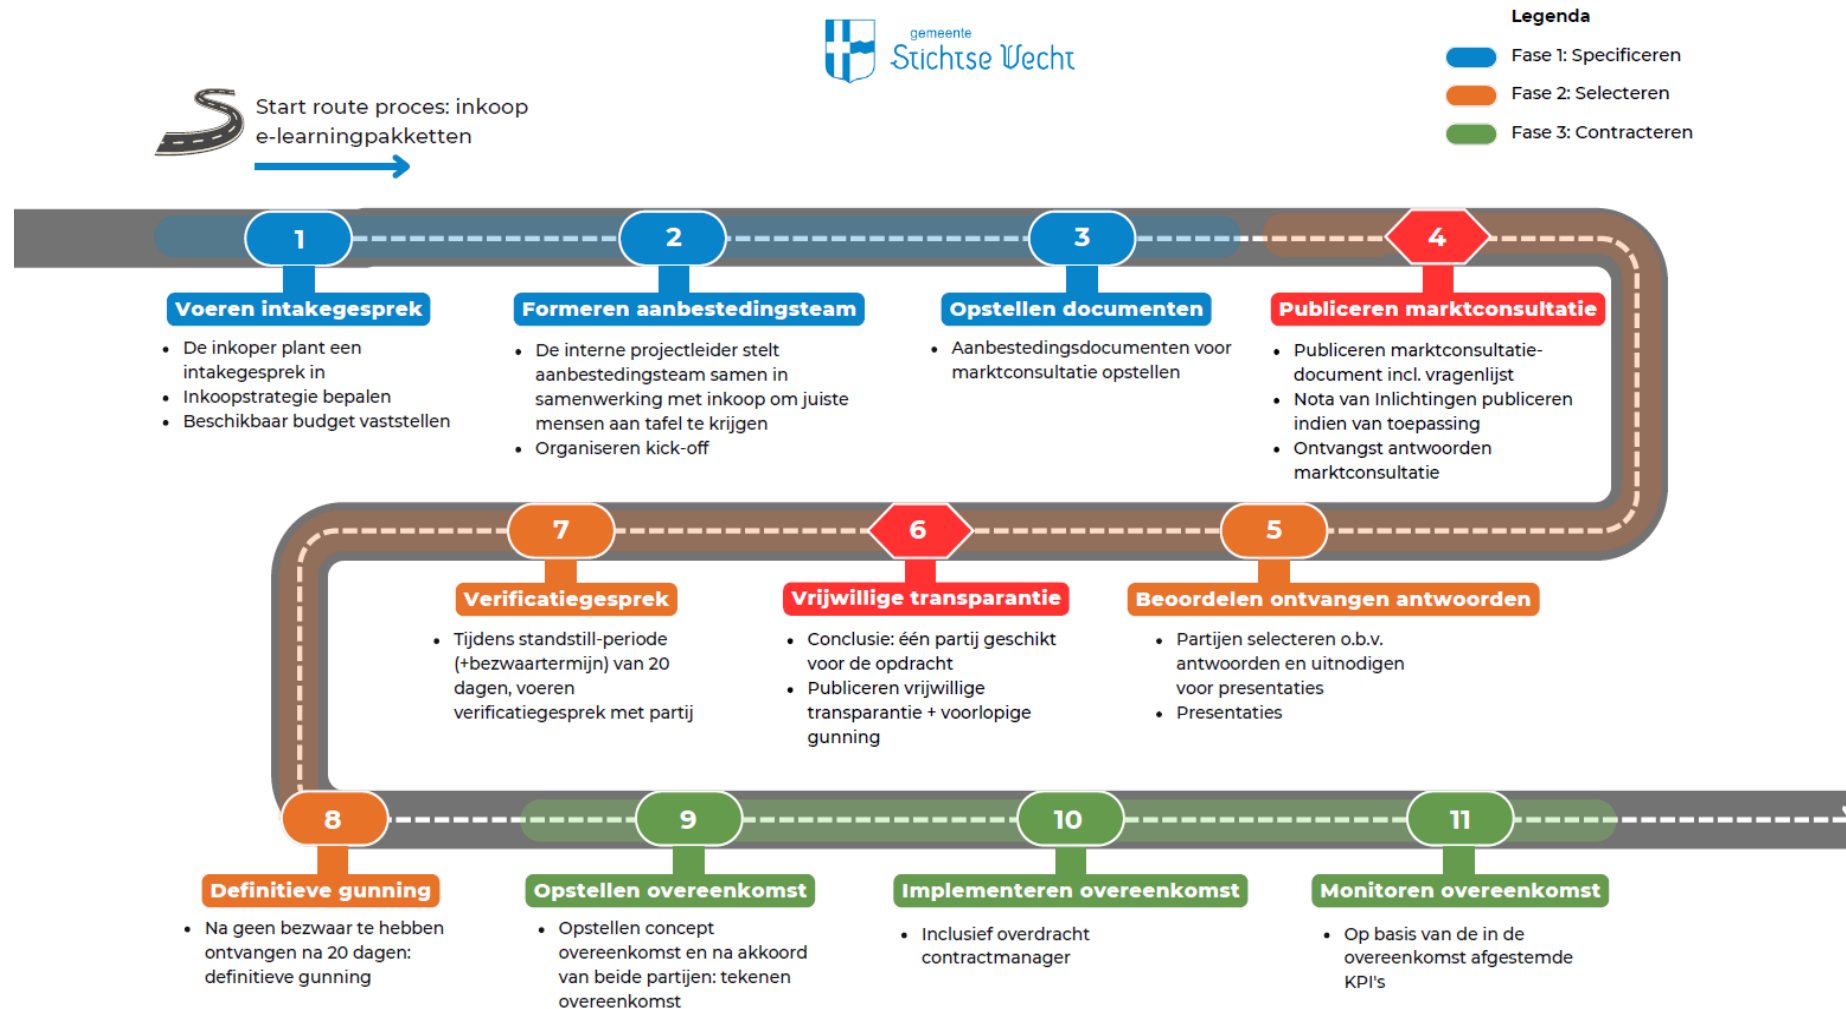 gemeente
Stichtse Vecht
Legenda
Fase 1: Specificeren
Fase 2: Selecteren
Fase 3: Contracteren
Start route proces: inkoop
e-learningpakketten
1
Voeren intakegesprek
• De inkoper plant een
intakegesprek in
• Inkoopstrategie bepalen
• Beschikbaar budget vaststellen
2
Formeren aanbestedingsteam
• De interne projectleider stelt
aanbestedingsteam samen in
samenwerking met inkoop om juiste
mensen aan tafel te krijgen
• Organiseren kick-off
3
Opstellen documenten
• Aanbestedingsdocumenten voor
marktconsultatie opstellen
4
Publiceren marktconsultatie
• Publiceren marktconsultatie-
document incl. vragenlijst
• Nota van Inlichtingen publiceren
indien van toepassing
• Ontvangst antwoorden
marktconsultatie
5
Beoordelen ontvangen antwoorden
• Partijen selecteren o.b.v.
antwoorden en uitnodigen
voor presentaties
• Presentaties
6
Vrijwillige transparantie
• Conclusie: één partij geschikt
voor de opdracht
• Publiceren vrijwillige
transparantie + voorlopige
gunning
7
Verificatiegesprek
• Tijdens standstill-periode
(+bezwaartermijn) van 20
dagen, voeren
verificatiegesprek met partij
8
Definitieve gunning
• Na geen bezwaar te hebben
ontvangen na 20 dagen:
definitieve gunning
9
Opstellen overeenkomst
• Opstellen concept
overeenkomst en na akkoord
van beide partijen: tekenen
overeenkomst
10
Implementeren overeenkomst
• Inclusief overdracht
contractmanager
11
Monitoren overeenkomst
• Op basis van de in de
overeenkomst afgestemde
KPI's